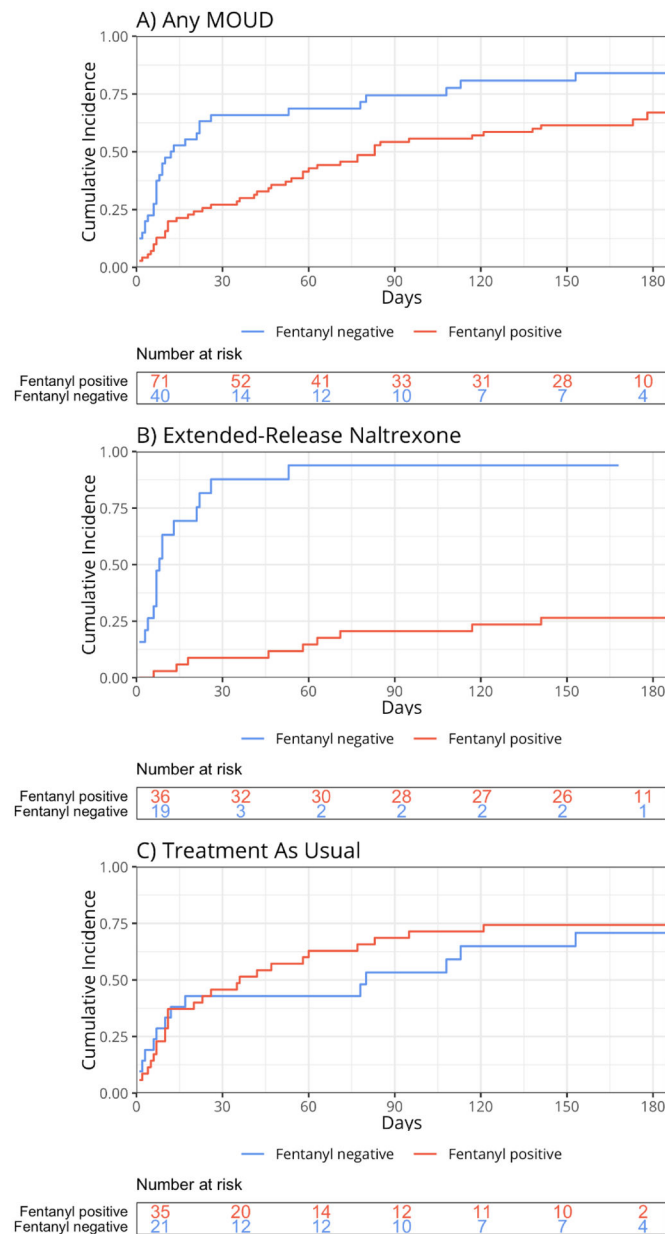 A) Any MOUD
1.00
0.75
0.50
0.25
0.00
Cumulative Incidence
0 30 60 90 120 150 180
Days
Fentanyl negative Fentanyl positive
Number at risk
Fentanyl positive 71 52 41 33 31 28 10
Fentanyl negative 40 14 12 10 7 7 4
B) Extended-Release Naltrexone
1.00
0.75
0.50
0.25
0.00
Cumulative Incidence
0 30 60 90 120 150 180
Days
Fentanyl negative Fentanyl positive
Number at risk
Fentanyl positive 36 32 30 28 27 26 11
Fentanyl negative 19 3 2 2 2 2 1
C) Treatment As Usual
1.00
0.75
0.50
0.25
0.00
Cumulative Incidence
0 30 60 90 120 150 180
Days
Fentanyl negative Fentanyl positive
Number at risk
Fentanyl positive 35 20 14 12 11 10 2
Fentanyl negative 21 12 12 10 7 7 4